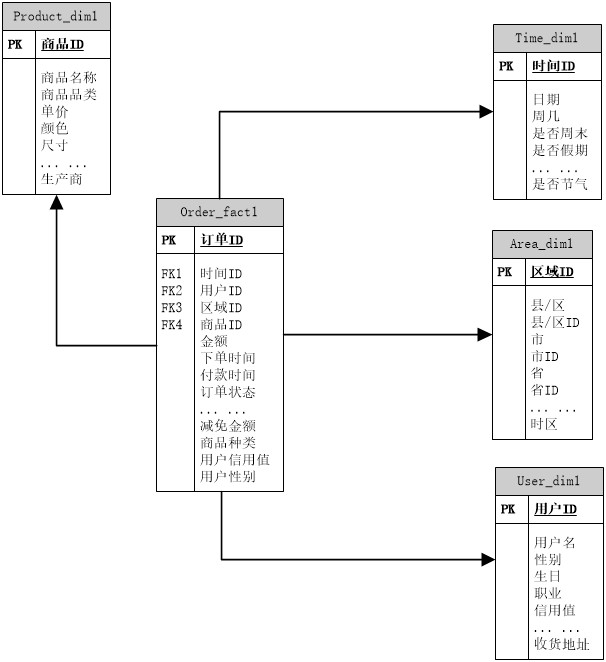 Product_dim1
PK 商品ID
商品名称
商品品类
单价
颜色
尺寸
... ...
生产商
Time_dim1
PK 时间ID
日期
周几
是否周末
是否假期
... ...
是否节气
Order_fact1
PK 订单ID
FK1 时间ID
FK2 用户ID
FK3 区域ID
FK4 商品ID
金额
下单时间
付款时间
订单状态
... ...
减免金额
商品种类
用户信用值
用户性别
Area_dim1
PK 区域ID
县/区
县/区ID
市
市ID
省
省ID
... ...
时区
User_dim1
PK 用户ID
用户名
性别
生日
职业
信用值
... ...
收货地址